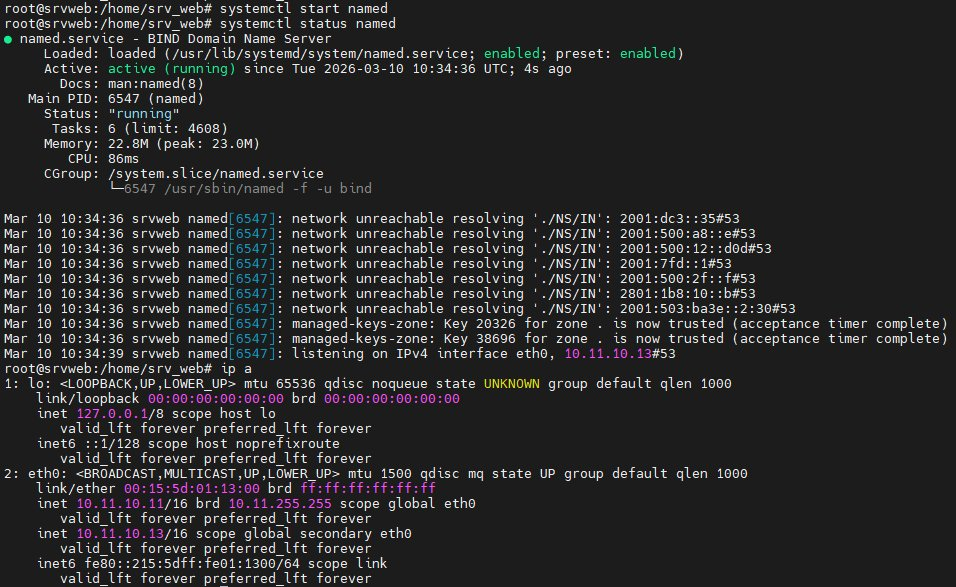 root@srvweb:/home/srv_web# systemctl start named
root@srvweb:/home/srv_web# systemctl status named
● named.service - BIND Domain Name Server
     Loaded: loaded (/usr/lib/systemd/system/named.service; enabled; preset: enabled)
     Active: active (running) since Tue 2026-03-10 10:34:36 UTC; 4s ago
       Docs: man:named(8)
   Main PID: 6547 (named)
     Status: "running"
      Tasks: 6 (limit: 4608)
     Memory: 22.8M (peak: 23.0M)
        CPU: 86ms
     CGroup: /system.slice/named.service
             └─6547 /usr/sbin/named -f -u bind

Mar 10 10:34:36 srvweb named[6547]: network unreachable resolving './NS/IN': 2001:dc3::35#53
Mar 10 10:34:36 srvweb named[6547]: network unreachable resolving './NS/IN': 2001:500:a8::e#53
Mar 10 10:34:36 srvweb named[6547]: network unreachable resolving './NS/IN': 2001:500:12::d0d#53
Mar 10 10:34:36 srvweb named[6547]: network unreachable resolving './NS/IN': 2001:7fd::1#53
Mar 10 10:34:36 srvweb named[6547]: network unreachable resolving './NS/IN': 2001:500:2f::f#53
Mar 10 10:34:36 srvweb named[6547]: network unreachable resolving './NS/IN': 2801:1b8:10::b#53
Mar 10 10:34:36 srvweb named[6547]: network unreachable resolving './NS/IN': 2001:503:ba3e::2:30#53
Mar 10 10:34:36 srvweb named[6547]: managed-keys-zone: Key 20326 for zone . is now trusted (acceptance timer complete)
Mar 10 10:34:36 srvweb named[6547]: managed-keys-zone: Key 38696 for zone . is now trusted (acceptance timer complete)
Mar 10 10:34:39 srvweb named[6547]: listening on IPv4 interface eth0, 10.11.10.13#53
root@srvweb:/home/srv_web# ip a
1: lo: <LOOPBACK,UP,LOWER_UP> mtu 65536 qdisc noqueue state UNKNOWN group default qlen 1000
    link/loopback 00:00:00:00:00:00 brd 00:00:00:00:00:00
    inet 127.0.0.1/8 scope host lo
       valid_lft forever preferred_lft forever
    inet6 ::1/128 scope host noprefixroute
       valid_lft forever preferred_lft forever
2: eth0: <BROADCAST,MULTICAST,UP,LOWER_UP> mtu 1500 qdisc mq state UP group default qlen 1000
    link/ether 00:15:5d:01:13:00 brd ff:ff:ff:ff:ff:ff
    inet 10.11.10.11/16 brd 10.11.255.255 scope global eth0
       valid_lft forever preferred_lft forever
    inet 10.11.10.13/16 scope global secondary eth0
       valid_lft forever preferred_lft forever
    inet6 fe80::215:5dff:fe01:1300/64 scope link
       valid_lft forever preferred_lft forever